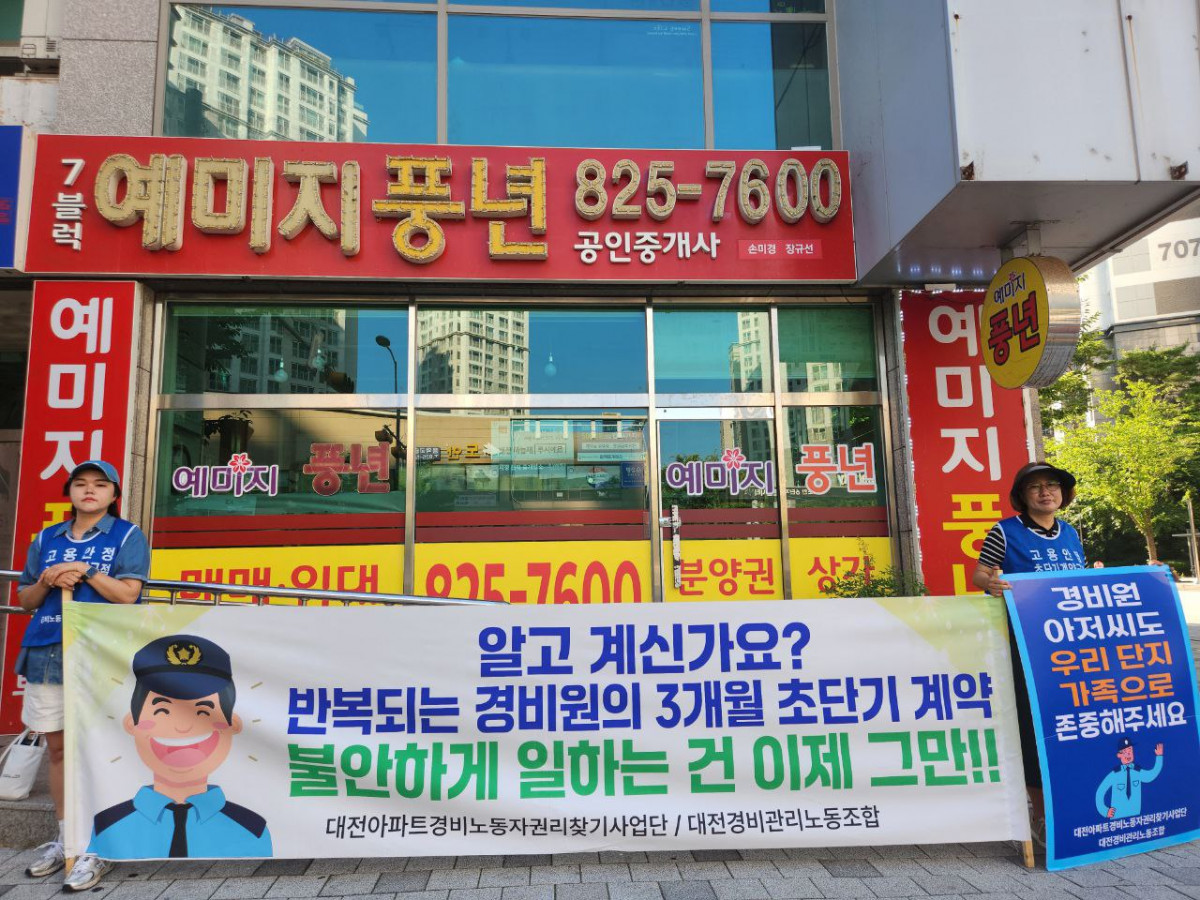 7블럭
예미지풍년
825-7600
공인중개사
손미경 장규선
예미지
예미지
풍년
예미지풍
707
예미지
풍년
예미지
풍년
825-7600
분양권
상가
고용안정
고용안정
알고 계신가요?
반복되는 경비원의 3개월 초단기 계약
불안하게 일하는 건 이제 그만!!
대전아파트경비노동자권리찾기사업단 / 대전경비관리노동조합
경비원
아저씨도
우리 단지
가족으로
존중해주세요
대전아파트경비노동자권리찾기사업단
대전경비관리노동조합